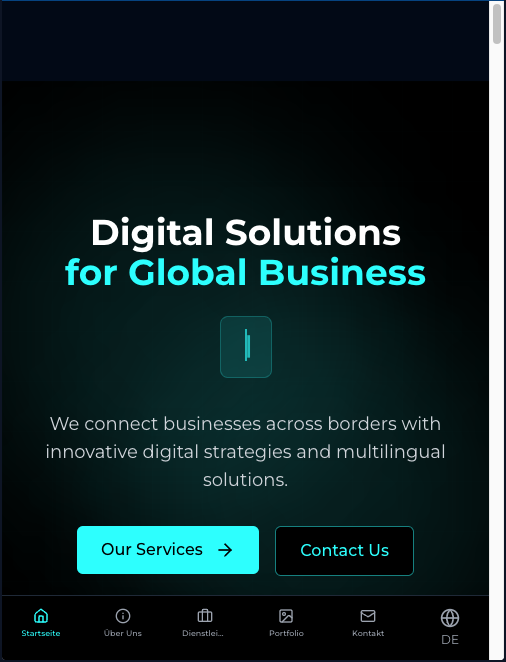 Digital Solutions
for Global Business
We connect businesses across borders with
innovative digital strategies and multilingual
solutions.
Our Services
Contact Us
Startseite
Über Uns
Dienstlei...
Portfolio
Kontakt
DE